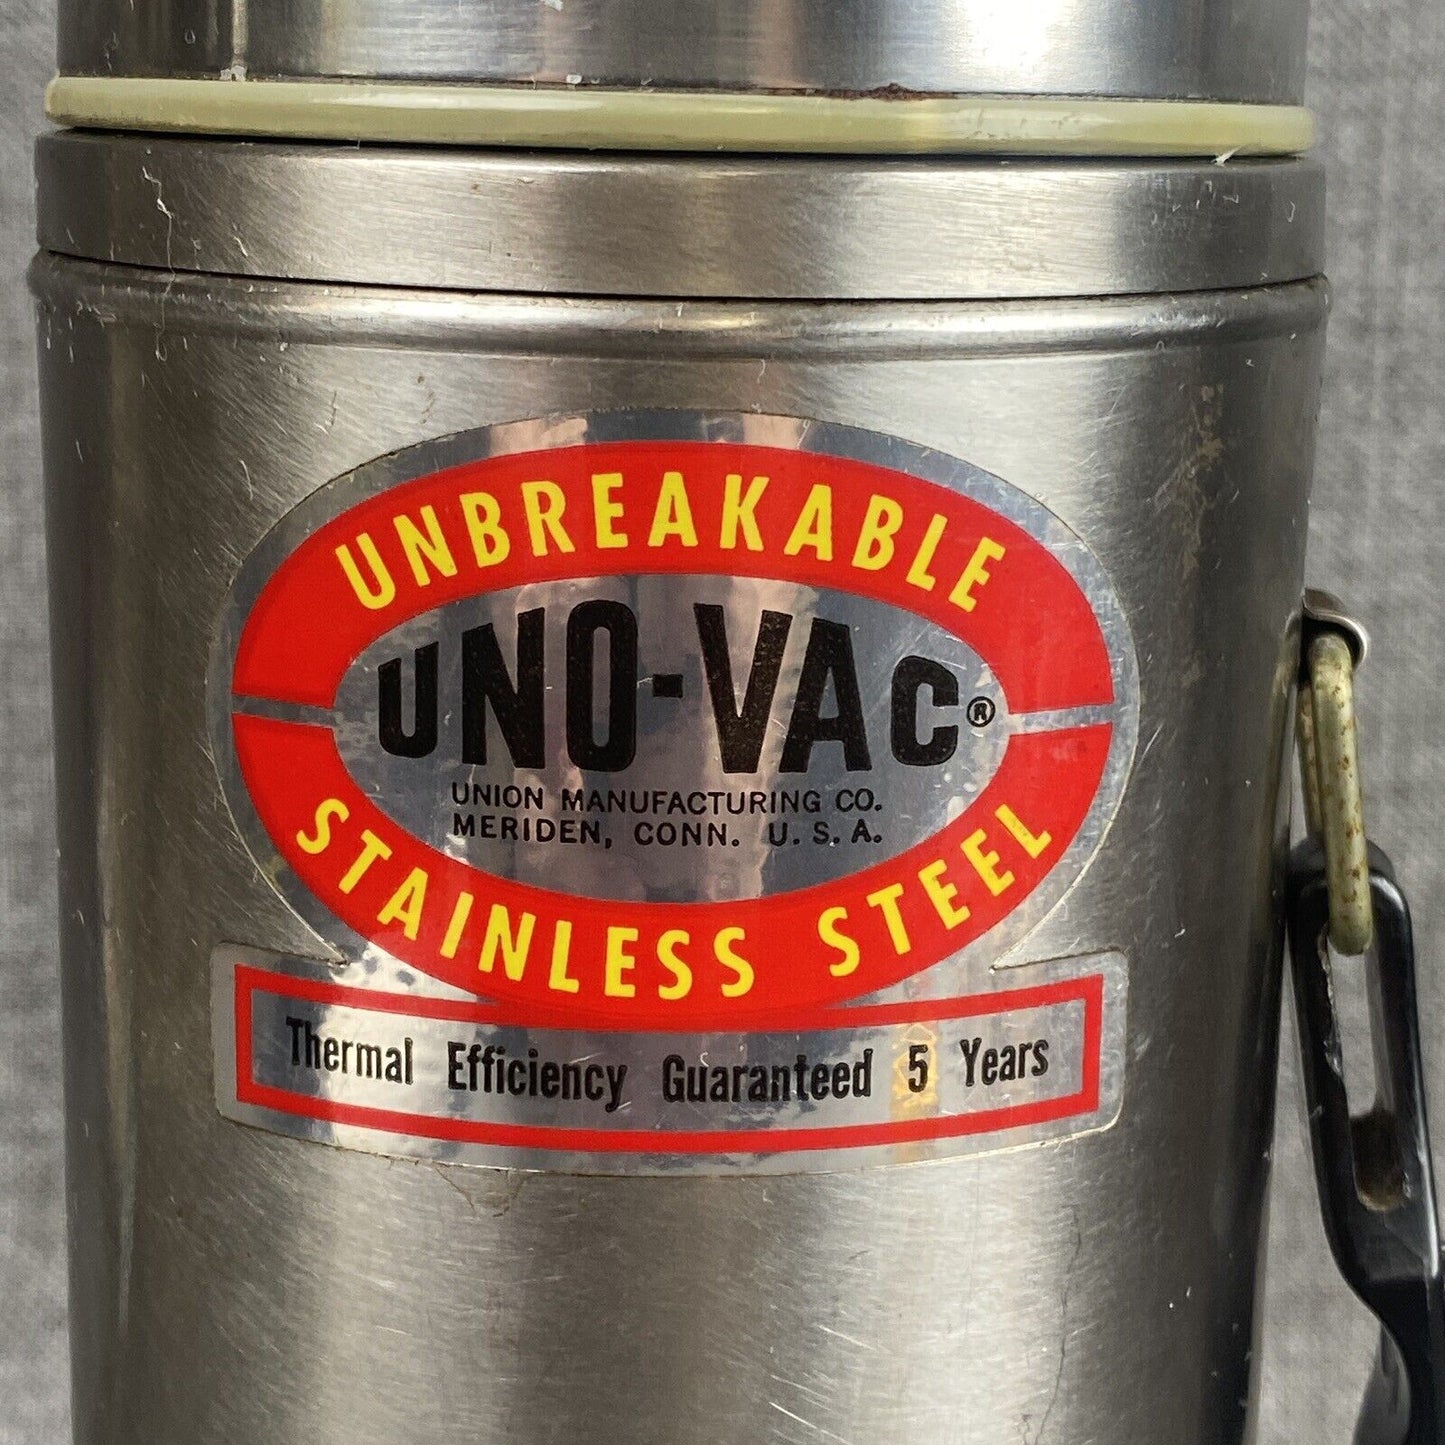 UNBREAKABLE
UNO-VAC®
UNION MANUFACTURING CO.
MERIDEN, CONN. U. S. A.
STAINLESS STEEL
Thermal Efficiency Guaranteed 5 Years